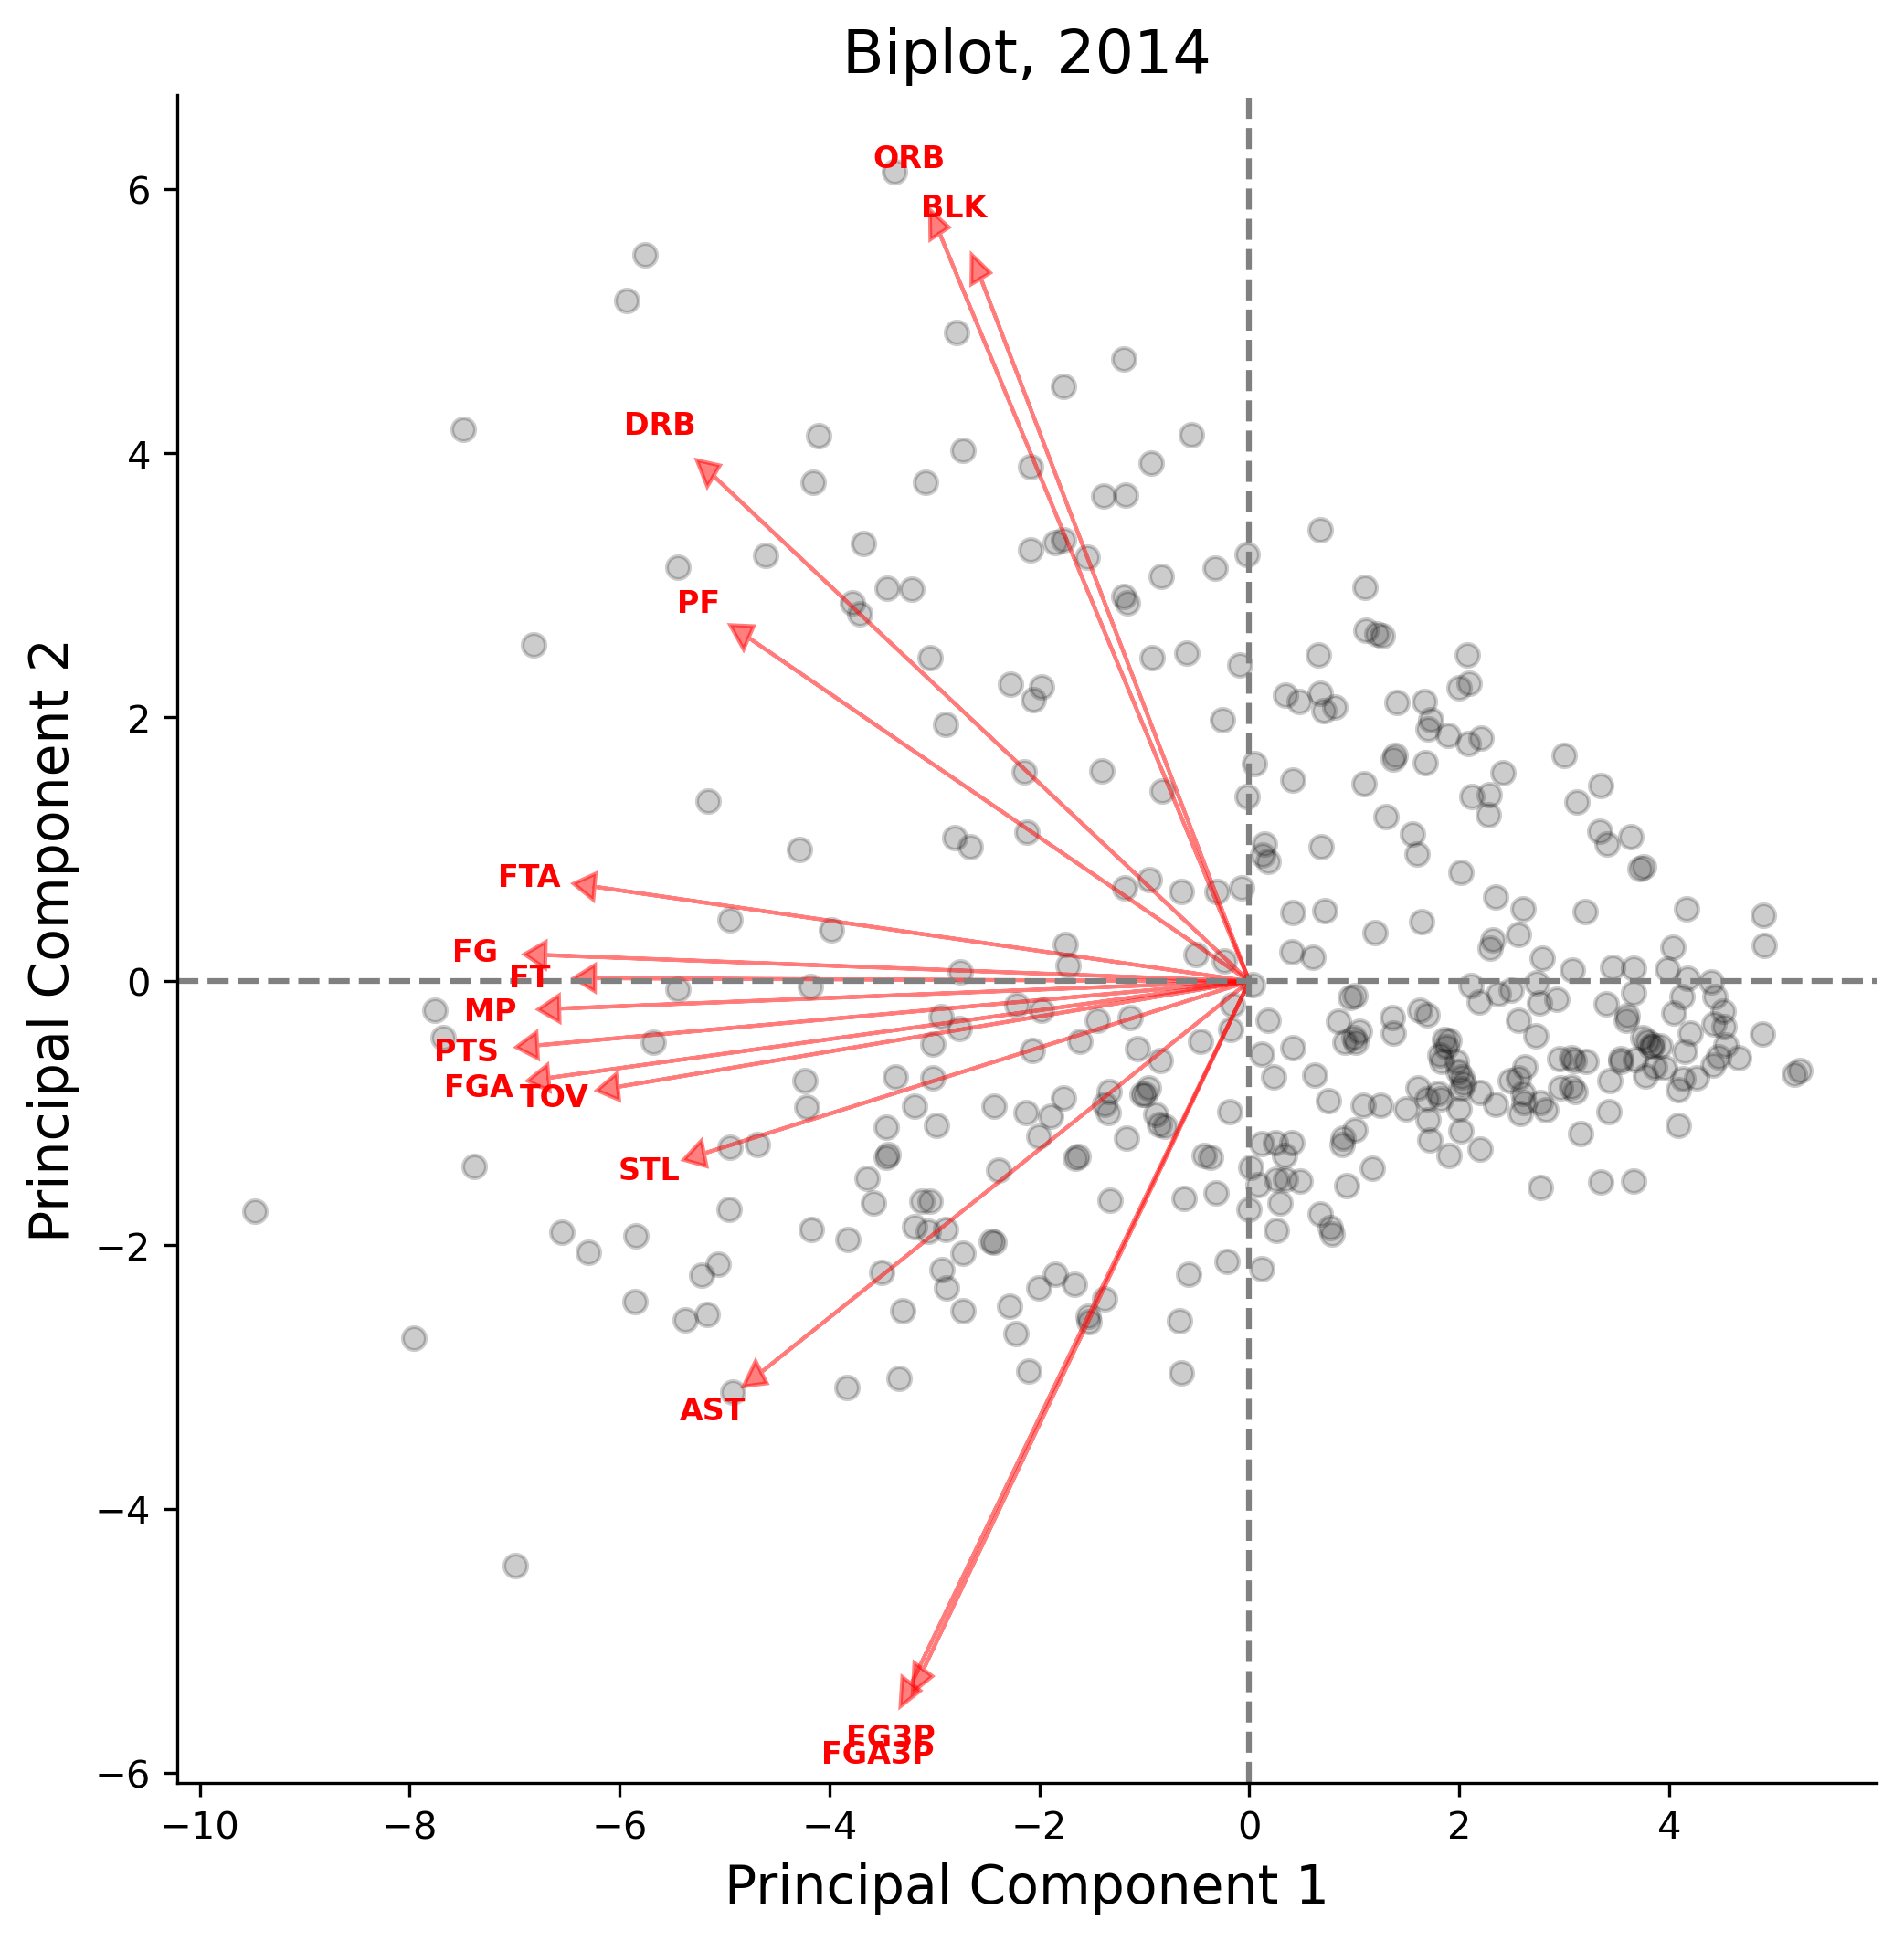 Biplot, 2014
ORB
BLK
DRB
PF
FTA
FG
FT
MP
PTS
FGA
TOV
STL
AST
FG3P
FGA3P
6
4
2
0
−2
−4
−6
−10 −8 −6 −4 −2 0 2 4
Principal Component 1
Principal Component 2